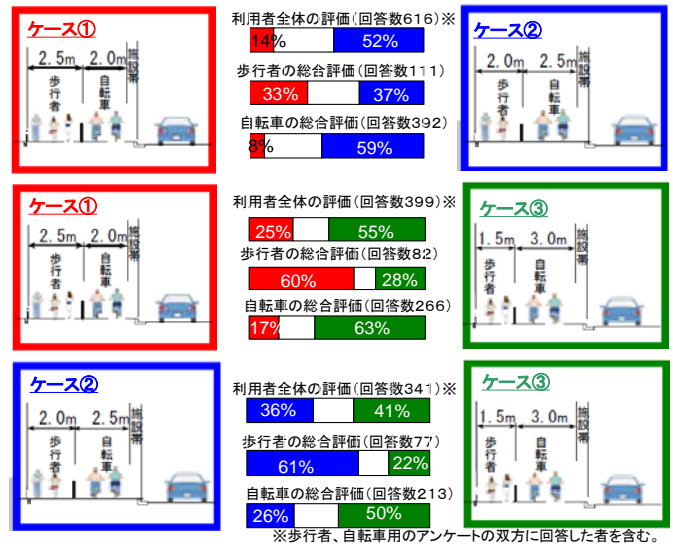 ケース①
2.5m 2.0m
歩行者
自転車
施設帯
利用者全体の評価(回答数616)※
14% 52%
歩行者の総合評価(回答数111)
33% 37%
自転車の総合評価(回答数392)
8% 59%
ケース②
2.0m 2.5m
歩行者
自転車
施設帯
ケース①
2.5m 2.0m
歩行者
自転車
施設帯
利用者全体の評価(回答数399)※
25% 55%
歩行者の総合評価(回答数82)
60% 28%
自転車の総合評価(回答数266)
17% 63%
ケース③
1.5m 3.0m
歩行者
自転車
施設帯
ケース②
2.0m 2.5m
歩行者
自転車
施設帯
利用者全体の評価(回答数341)※
36% 41%
歩行者の総合評価(回答数77)
61% 22%
自転車の総合評価(回答数213)
26% 50%
ケース③
1.5m 3.0m
歩行者
自転車
施設帯
※歩行者、自転車用のアンケートの双方に回答した者を含む。